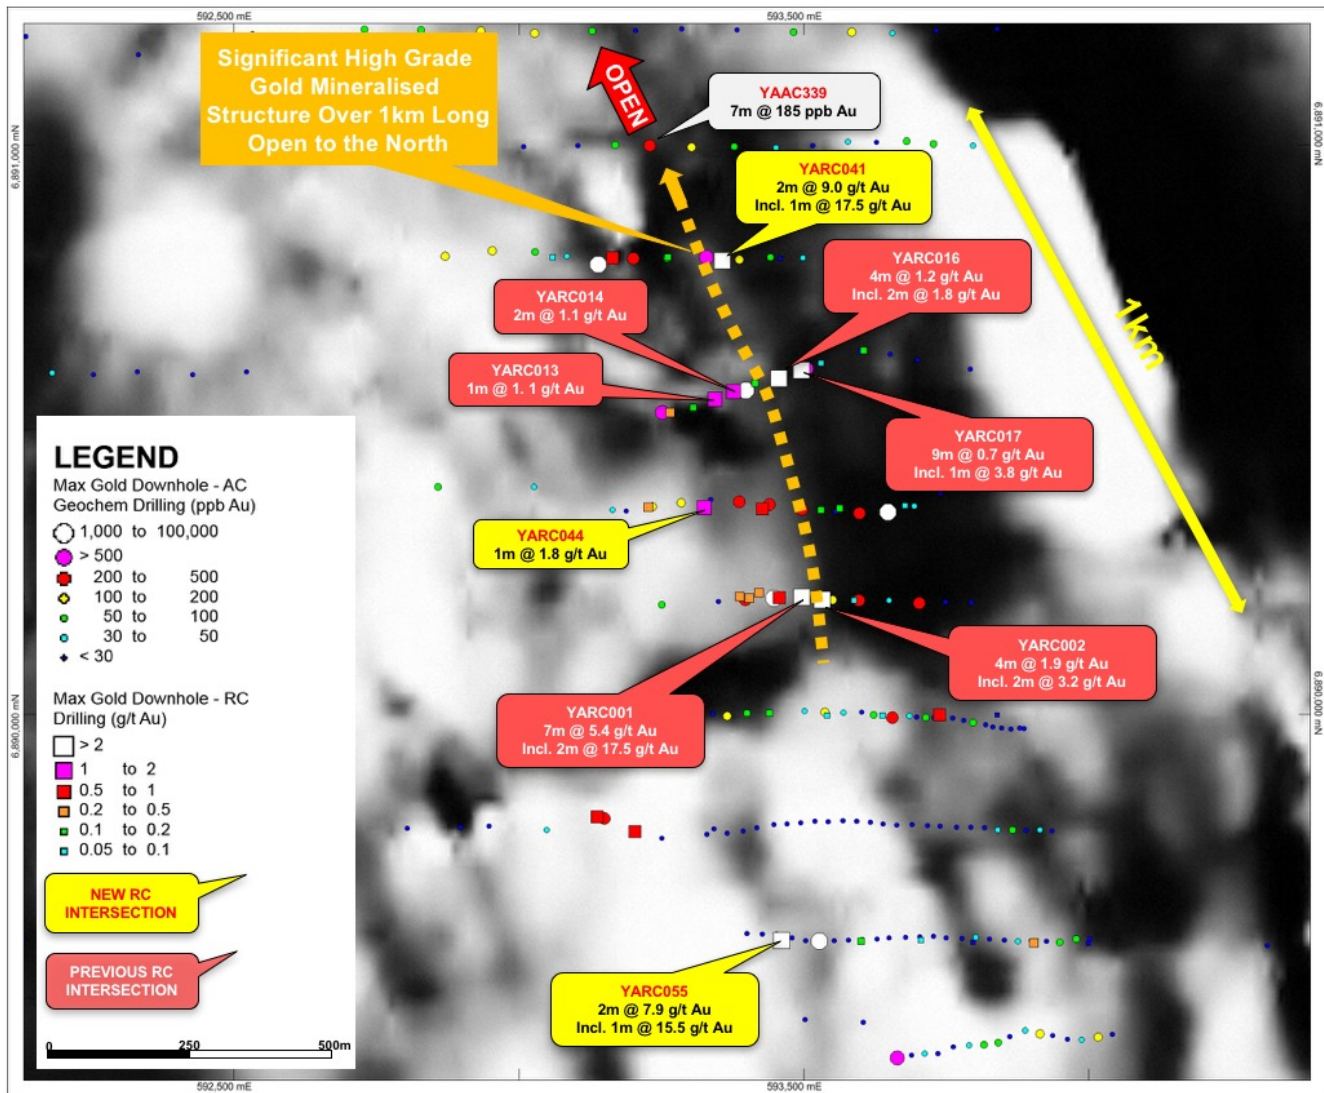 592,500 mE
593,500 mE
Significant High Grade
Gold Mineralised
Structure Over 1km Long
Open to the North
OPEN
YAAC339
7m @ 185 ppb Au
6,891,000 mN
6,891,000 mN
YARC041
2m @ 9.0 g/t Au
Incl. 1m @ 17.5 g/t Au
YARC016
4m @ 1.2 g/t Au
Incl. 2m @ 1.8 g/t Au
YARC014
2m @ 1.1 g/t Au
1km
YARC013
1m @ 1. 1 g/t Au
YARC017
9m @ 0.7 g/t Au
Incl. 1m @ 3.8 g/t Au
YARC044
1m @ 1.8 g/t Au
YARC002
4m @ 1.9 g/t Au
Incl. 2m @ 3.2 g/t Au
YARC001
7m @ 5.4 g/t Au
Incl. 2m @ 17.5 g/t Au
6,890,000 mN
6,890,000 mN
YARC055
2m @ 7.9 g/t Au
Incl. 1m @ 15.5 g/t Au
LEGEND
Max Gold Downhole - AC
Geochem Drilling (ppb Au)
1,000 to 100,000
> 500
200 to 500
100 to 200
50 to 100
30 to 50
< 30
Max Gold Downhole - RC
Drilling (g/t Au)
> 2
1 to 2
0.5 to 1
0.2 to 0.5
0.1 to 0.2
0.05 to 0.1
NEW RC
INTERSECTION
PREVIOUS RC
INTERSECTION
0 250 500m
592,500 mE
593,500 mE